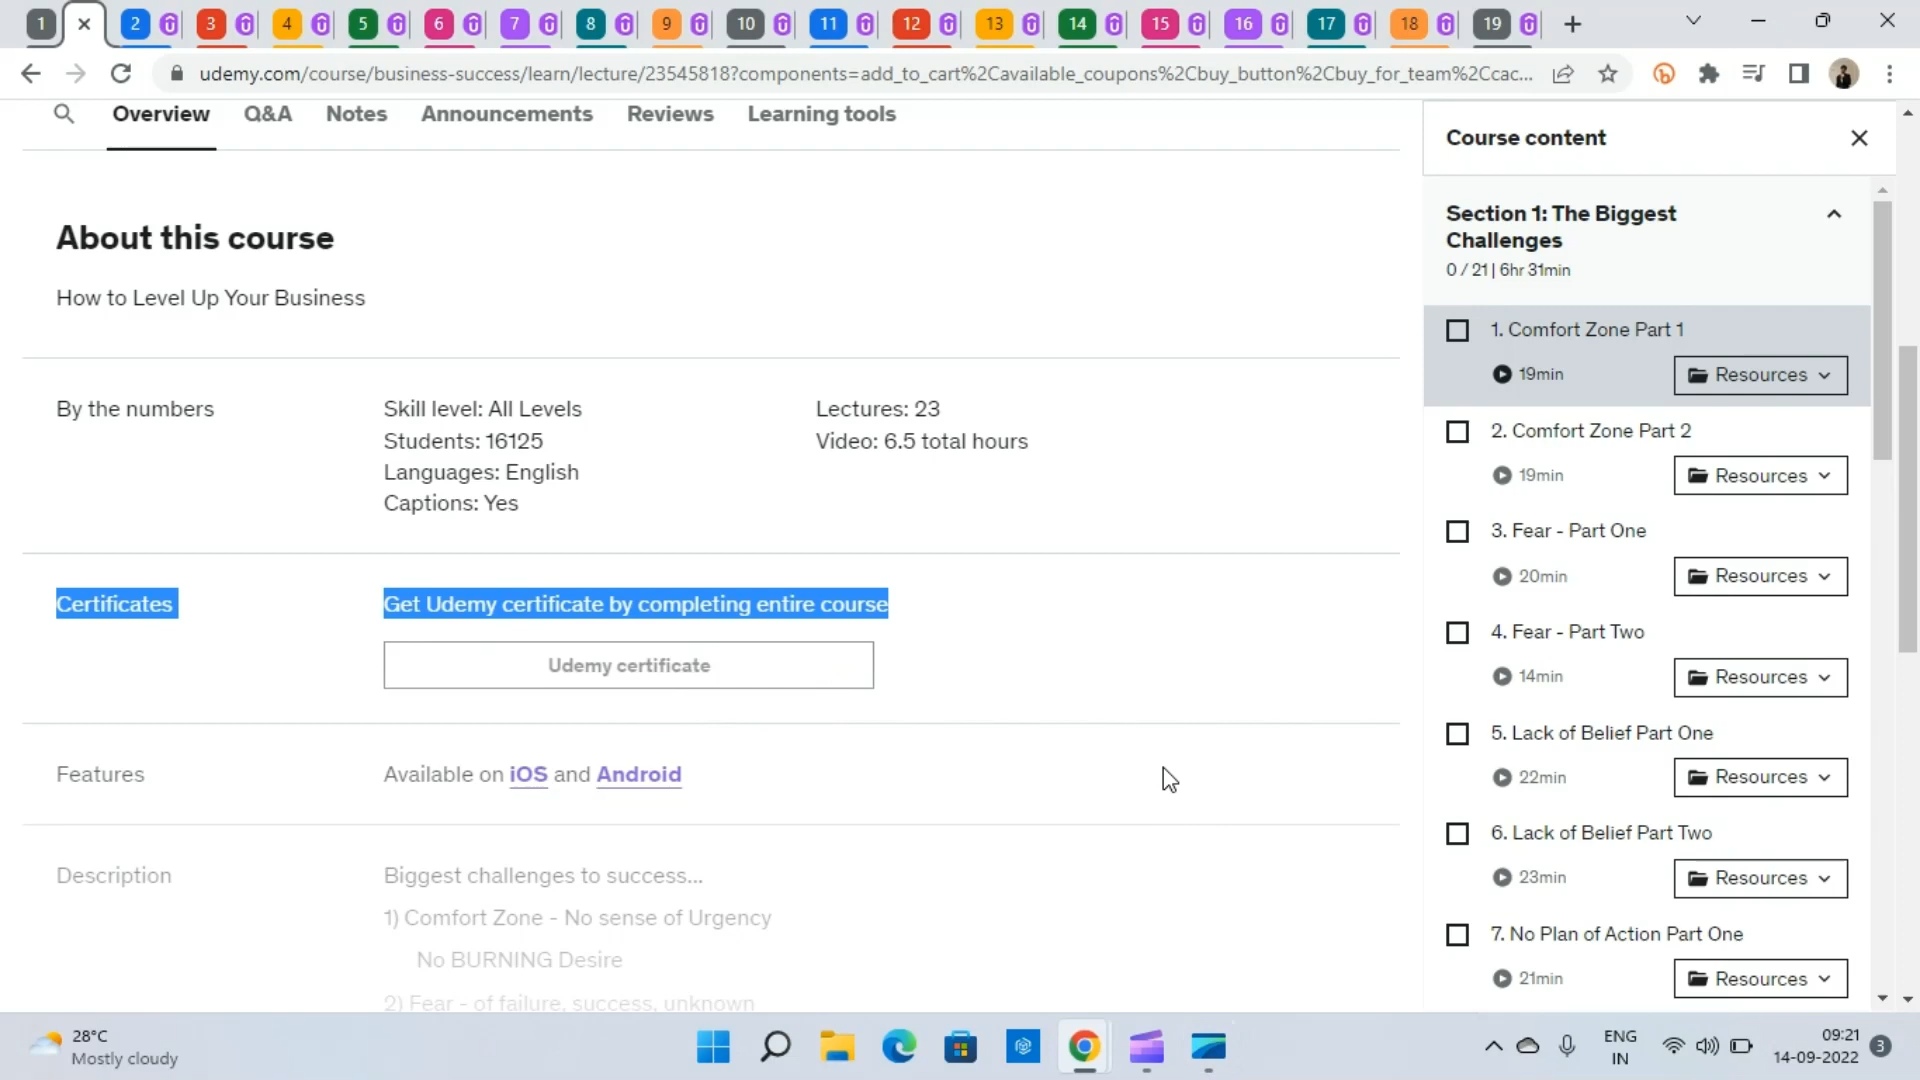 1
2
3
4
5
6
7
8
9
10
11
12
13
14
15
16
17
18
19
udemy.com/course/business-success/learn/lecture/23545818?components=add_to_cart%2Cavailable_coupons%2Cbuy_button%2Cbuy_for_team%2Ccac...
Overview
Q&A
Notes
Announcements
Reviews
Learning tools
About this course
How to Level Up Your Business
By the numbers
Skill level: All Levels
Students: 16125
Languages: English
Captions: Yes
Lectures: 23
Video: 6.5 total hours
Certificates
Get Udemy certificate by completing entire course
Udemy certificate
Features
Available on iOS and Android
Description
Biggest challenges to success...
1) Comfort Zone - No sense of Urgency
No BURNING Desire
2) Fear - of failure, success, unknown
Course content
Section 1: The Biggest
Challenges
0 / 21 | 6hr 31min
1. Comfort Zone Part 1
19min
Resources
2. Comfort Zone Part 2
19min
Resources
3. Fear - Part One
20min
Resources
4. Fear - Part Two
14min
Resources
5. Lack of Belief Part One
22min
Resources
6. Lack of Belief Part Two
23min
Resources
7. No Plan of Action Part One
21min
Resources
28°C
Mostly cloudy
ENG
IN
09:21
14-09-2022
3